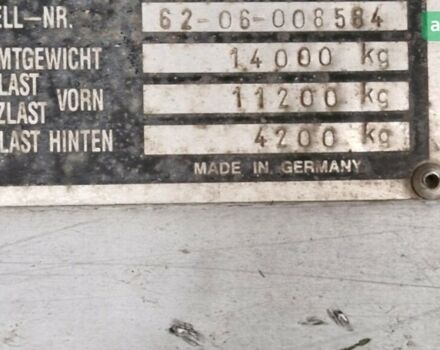 ELL-NR. 62-06-008584
MTGEWICHT 14000 kg
LAST
ZLAST VORN 11200 kg
LAST HINTEN 4200 kg
MADE IN GERMANY
a